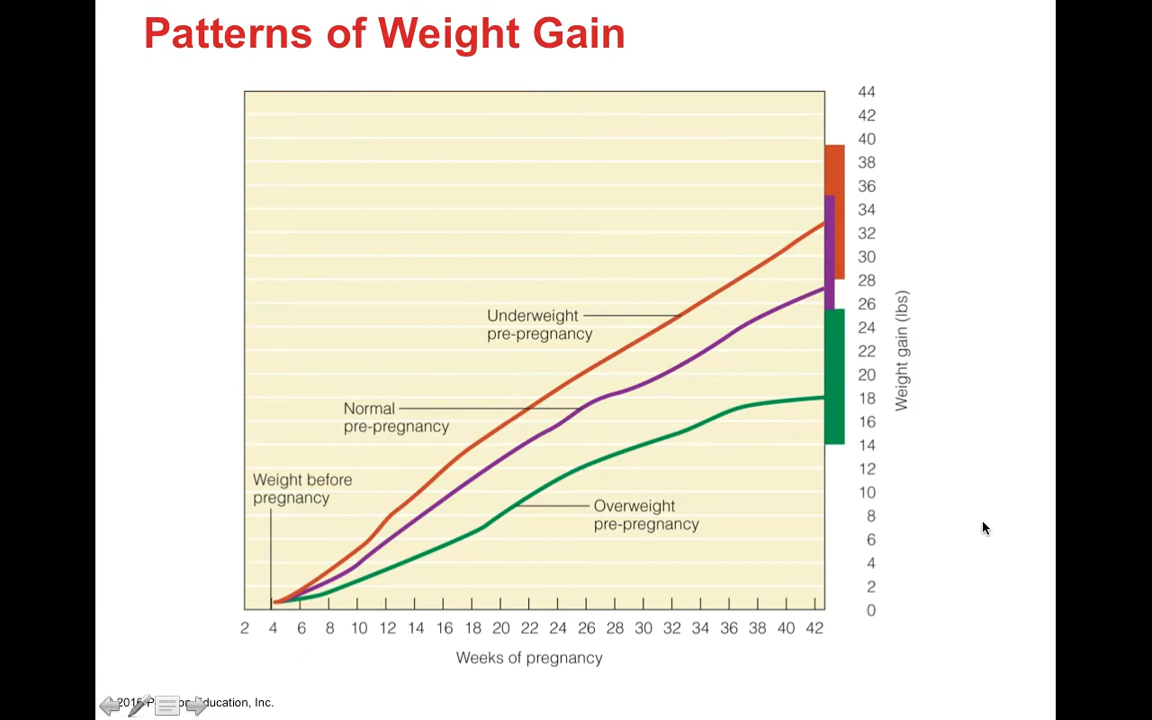 Patterns of Weight Gain
44
42
40
38
36
34
32
30
28
26
24
22
20
18
16
14
12
10
8
6
4
2
0
Weight gain (lbs)
Underweight
pre-pregnancy
Normal
pre-pregnancy
Weight before
pregnancy
Overweight
pre-pregnancy
2 4 6 8 10 12 14 16 18 20 22 24 26 28 30 32 34 36 38 40 42
Weeks of pregnancy
2016 Inc.